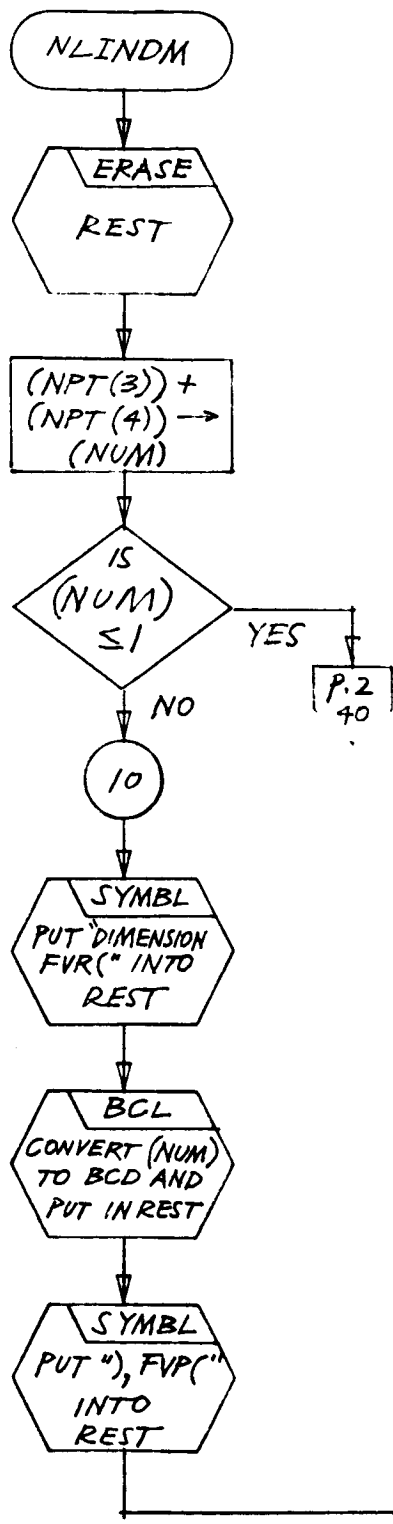 NLINDM
ERASE
REST
(NPT(3)) +
(NPT(4)) →
(NUM)
IS
(NUM)
≤1
YES
P.2
40
NO
10
SYMBL
PUT "DIMENSION
FVR(" INTO
REST
BCL
CONVERT (NUM)
TO BCD AND
PUT IN REST
SYMBL
PUT "), FVP("
INTO
REST